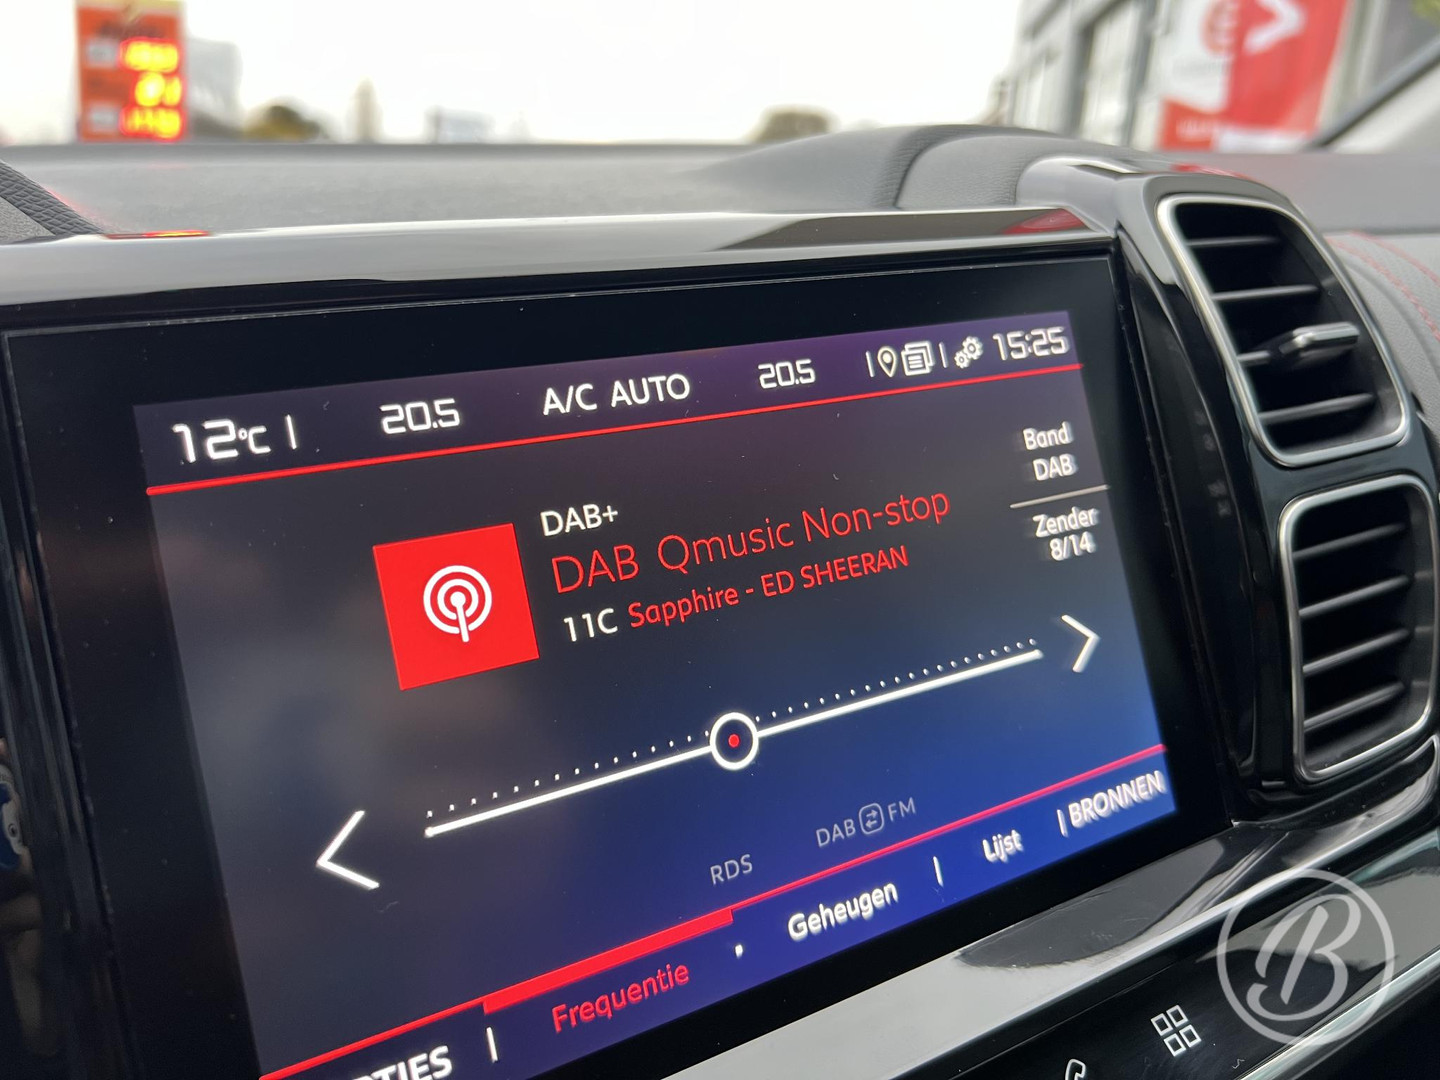 12°C | 20.5 A/C AUTO 20.5 15:25
Band
DAB
DAB+
DAB Qmusic Non-stop
Zender
8/14
11C Sapphire - ED SHEERAN
RDS DAB FM
TIES | Frequentie Geheugen | Lijst | BRONNEN
B